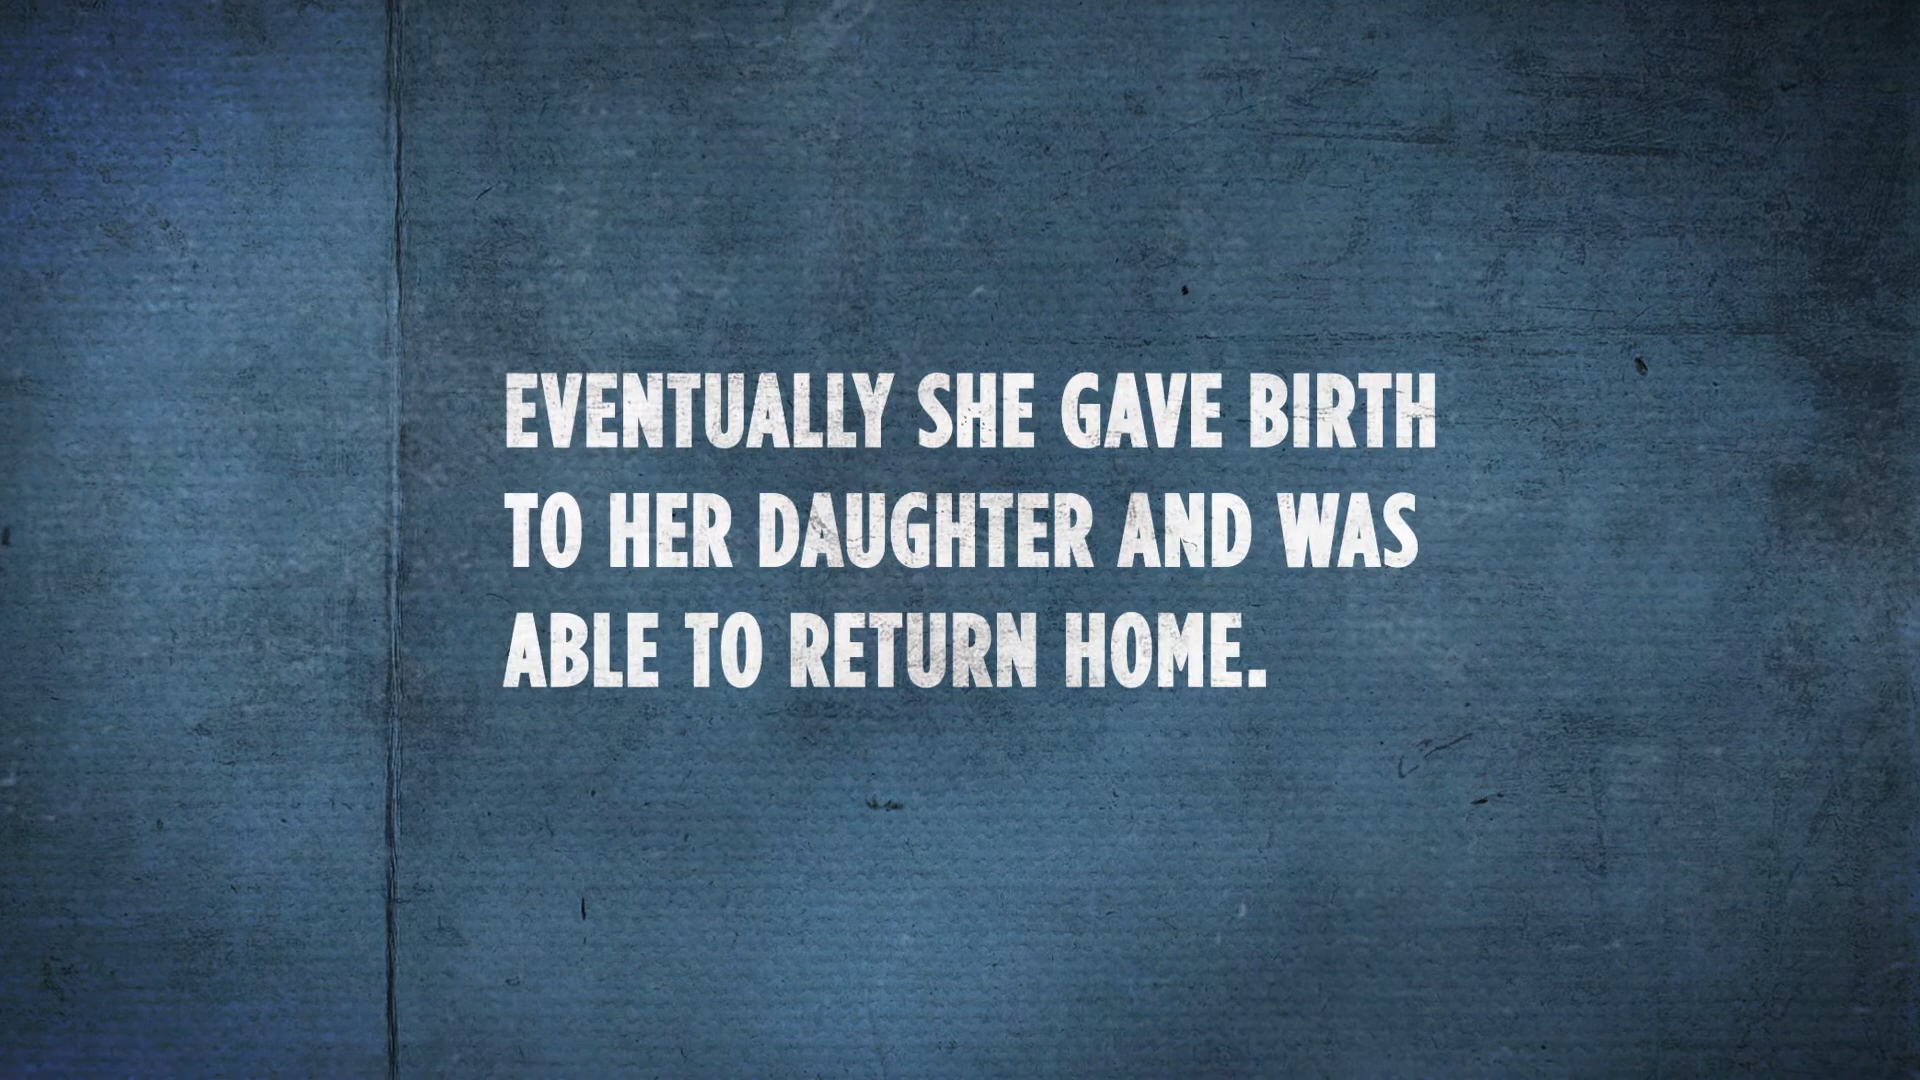 EVENTUALLY SHE GAVE BIRTH
TO HER DAUGHTER AND WAS
ABLE TO RETURN HOME.